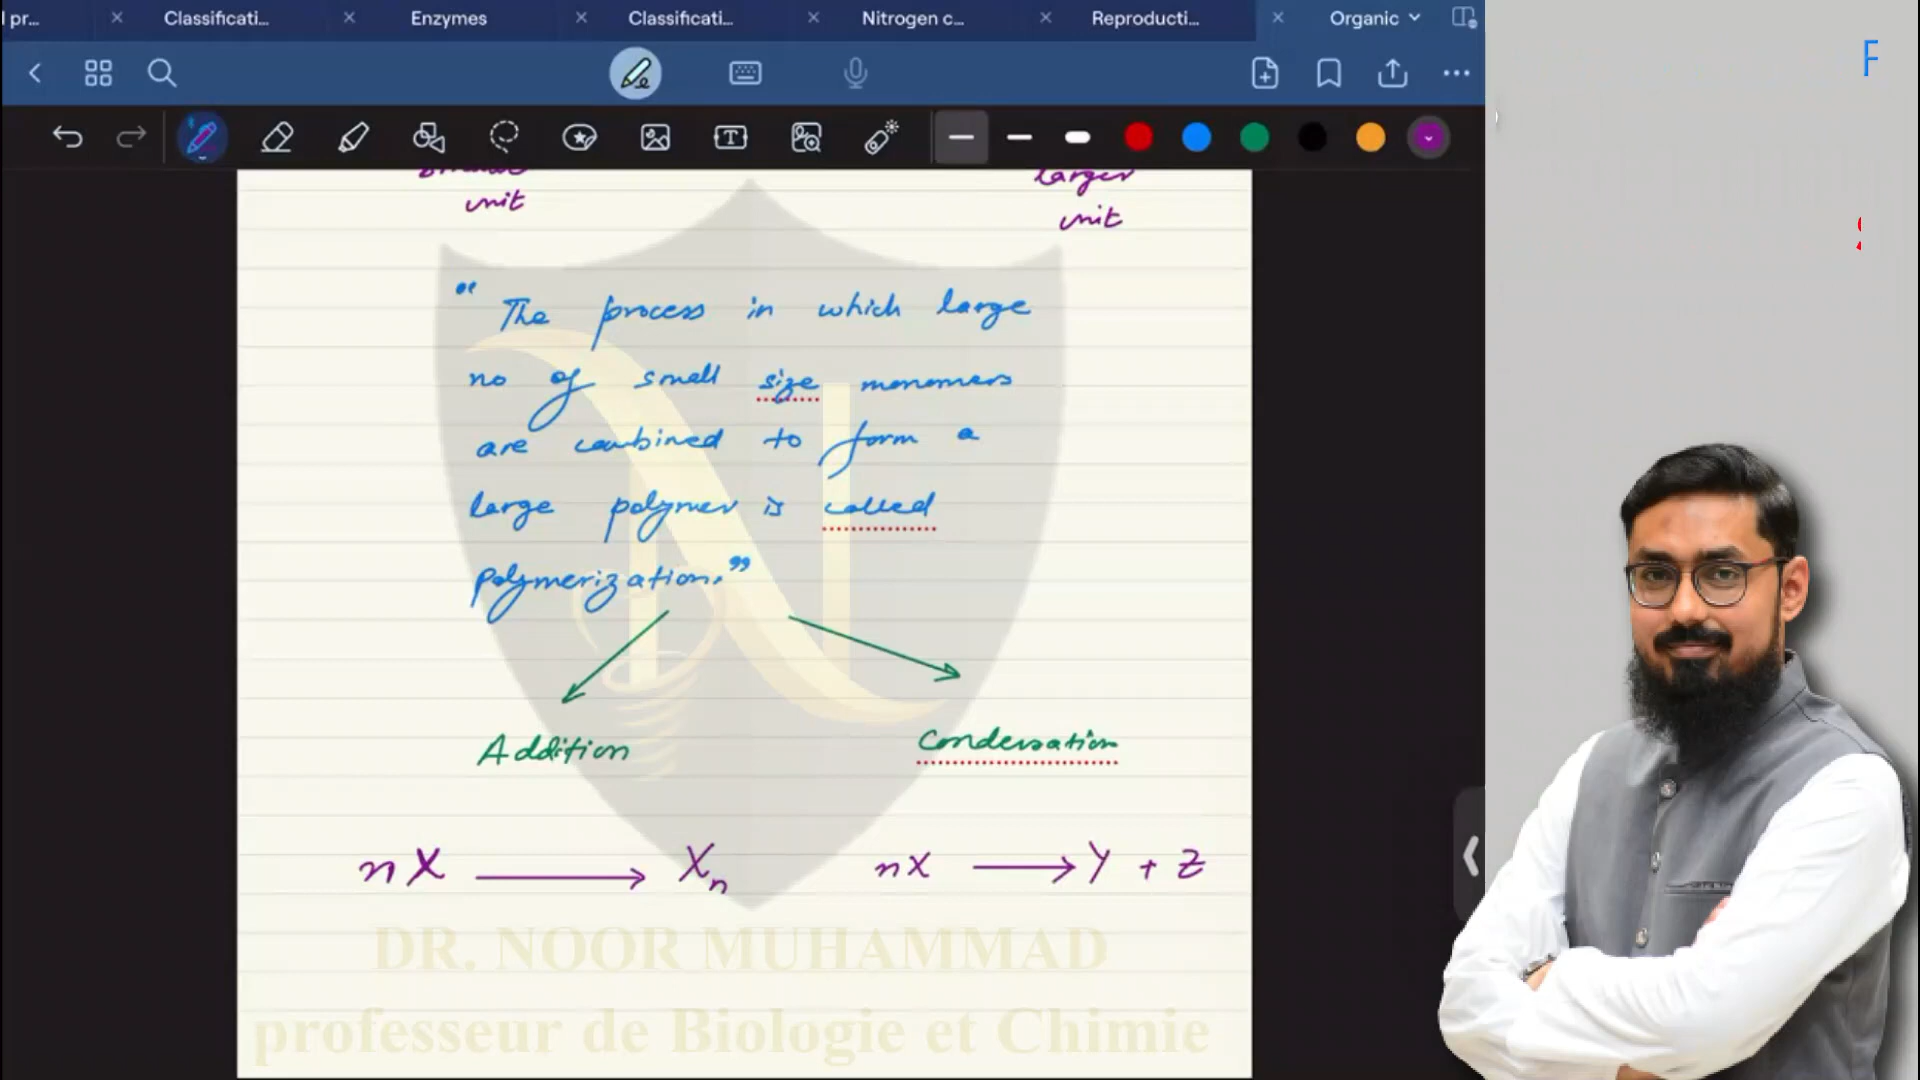 l pr...
Classificati...
Enzymes
Classificati...
Nitrogen c...
Reproducti...
Organic
F
unit
larger
unit
"The process in which large
no of small size monomers
are combined to form a
large polymer is called
polymerization."
Addition
Condensation
nX → Xn
nX → Y + Z
DR. NOOR MUHAMMAD
professeur de Biologie et Chimie